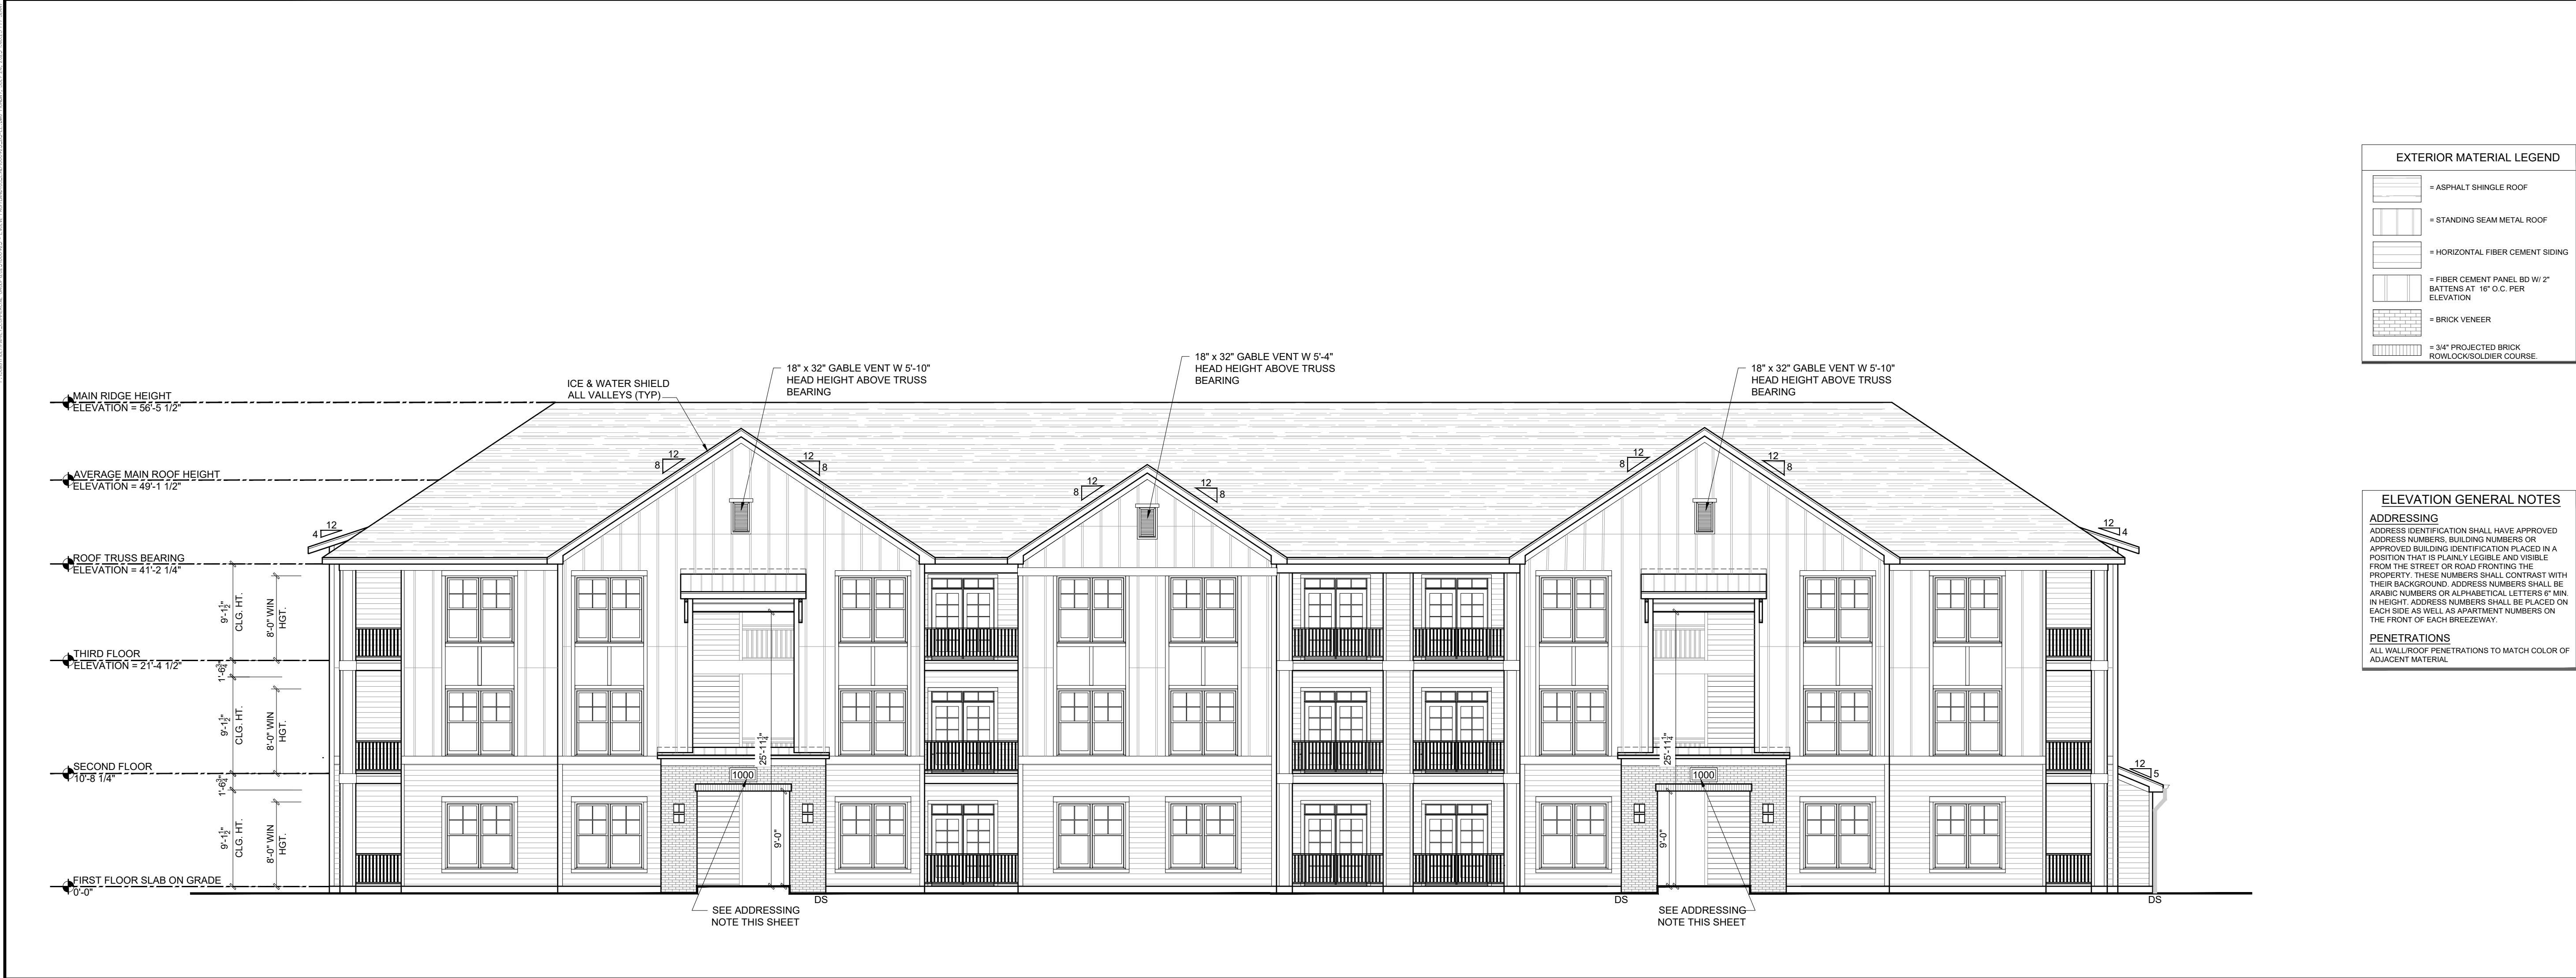 EXTERIOR MATERIAL LEGEND
= ASPHALT SHINGLE ROOF
= STANDING SEAM METAL ROOF
= HORIZONTAL FIBER CEMENT SIDING
= FIBER CEMENT PANEL BD W/ 2"
BATTENS AT 16" O.C. PER
ELEVATION
= BRICK VENEER
= 3/4" PROJECTED BRICK
ROWLOCK/SOLDIER COURSE.
18" x 32" GABLE VENT W 5'-10"
HEAD HEIGHT ABOVE TRUSS
BEARING
18" x 32" GABLE VENT W 5'-4"
HEAD HEIGHT ABOVE TRUSS
BEARING
18" x 32" GABLE VENT W 5'-10"
HEAD HEIGHT ABOVE TRUSS
BEARING
ICE & WATER SHIELD
ALL VALLEYS (TYP)
MAIN RIDGE HEIGHT
ELEVATION = 56'-5 1/2"
12
8
12
8
12
8
12
8
12
8
12
8
AVERAGE MAIN ROOF HEIGHT
ELEVATION = 49'-1 1/2"
12
4
12
4
ROOF TRUSS BEARING
ELEVATION = 41'-2 1/4"
9'-1 1/2"
CLG. HT.
8'-0" WIN
HGT.
THIRD FLOOR
ELEVATION = 21'-4 1/2"
1'-6 3/4"
9'-1 1/2"
CLG. HT.
8'-0" WIN
HGT.
25'-11 1/4"
25'-11 1/4"
SECOND FLOOR
10'-8 1/4"
1'-6 3/4"
1000
1000
12
5
9'-1 1/2"
CLG. HT.
8'-0" WIN
HGT.
9'-0"
9'-0"
FIRST FLOOR SLAB ON GRADE
0'-0"
DS
DS
DS
SEE ADDRESSING
NOTE THIS SHEET
SEE ADDRESSING
NOTE THIS SHEET
ELEVATION GENERAL NOTES
ADDRESSING
ADDRESS IDENTIFICATION SHALL HAVE APPROVED
ADDRESS NUMBERS, BUILDING NUMBERS OR
APPROVED BUILDING IDENTIFICATION PLACED IN A
POSITION THAT IS PLAINLY LEGIBLE AND VISIBLE
FROM THE STREET OR ROAD FRONTING THE
PROPERTY. THESE NUMBERS SHALL CONTRAST WITH
THEIR BACKGROUND. ADDRESS NUMBERS SHALL BE
ARABIC NUMBERS OR ALPHABETICAL LETTERS 6" MIN.
IN HEIGHT. ADDRESS NUMBERS SHALL BE PLACED ON
EACH SIDE AS WELL AS APARTMENT NUMBERS ON
THE FRONT OF EACH BREEZEWAY.
PENETRATIONS
ALL WALL/ROOF PENETRATIONS TO MATCH COLOR OF
ADJACENT MATERIAL